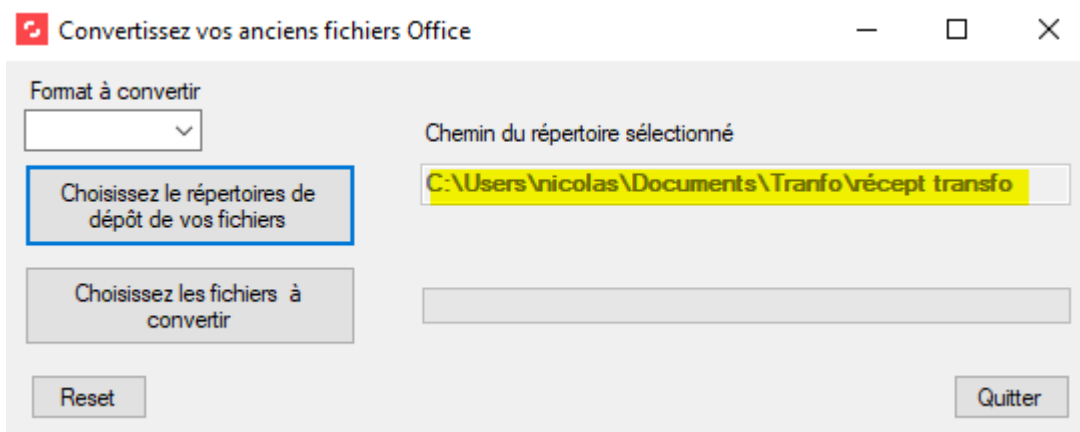 Convertissez vos anciens fichiers Office
Format à convertir
Chemin du répertoire sélectionné
C:\Users\nicolas\Documents\Tranfo\récept transfo
Choisissez le répertoires de
dépôt de vos fichiers
Choisissez les fichiers à
convertir
Reset
Quitter